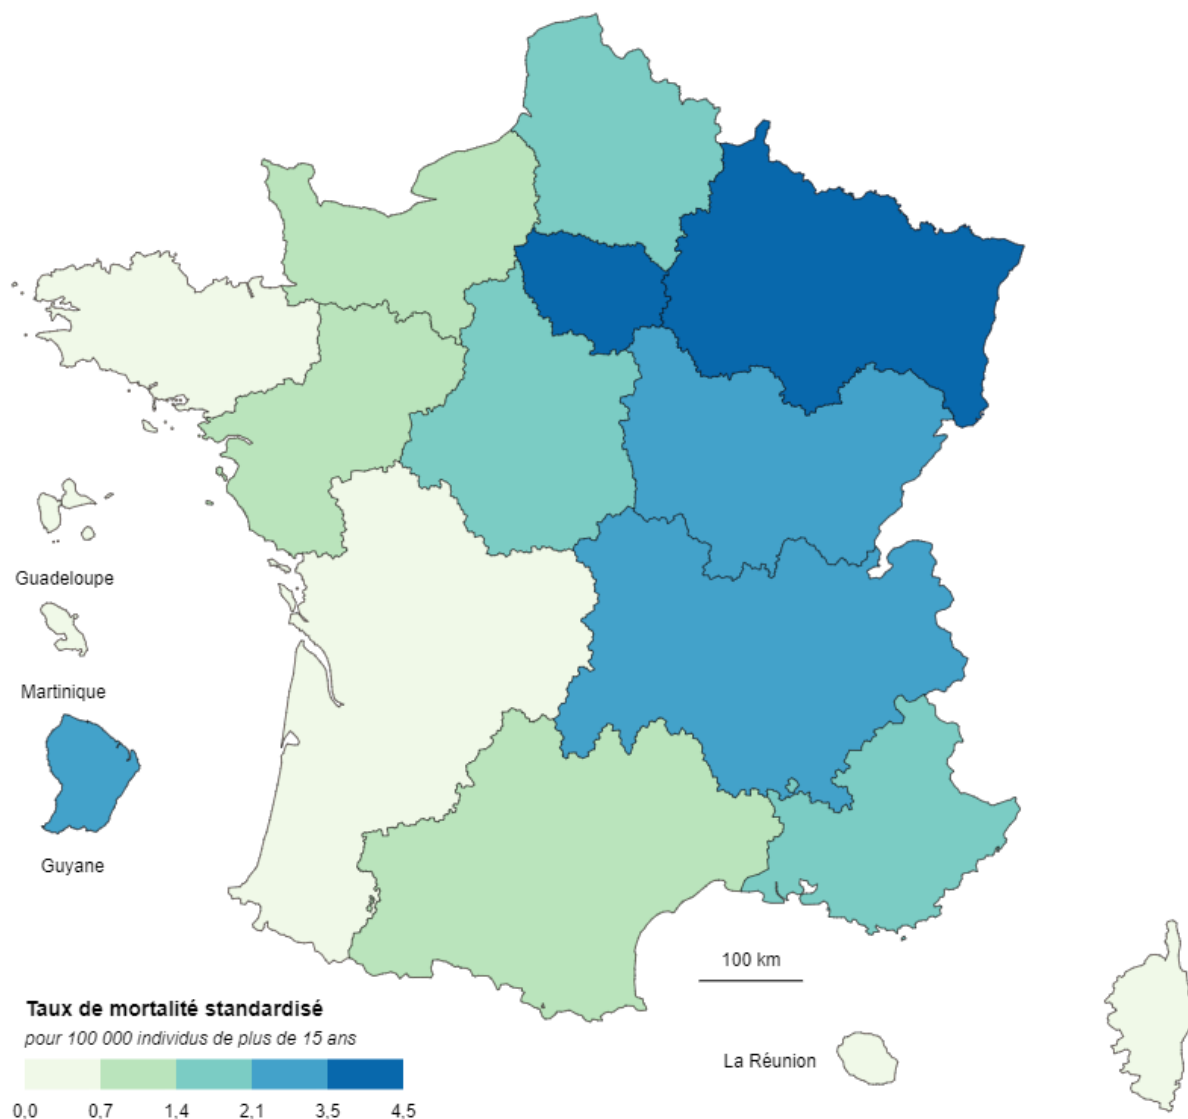 Guadeloupe
Martinique
Guyane
100 km
La Réunion
Taux de mortalité standardisé
pour 100 000 individus de plus de 15 ans
0,0 0,7 1,4 2,1 3,5 4,5